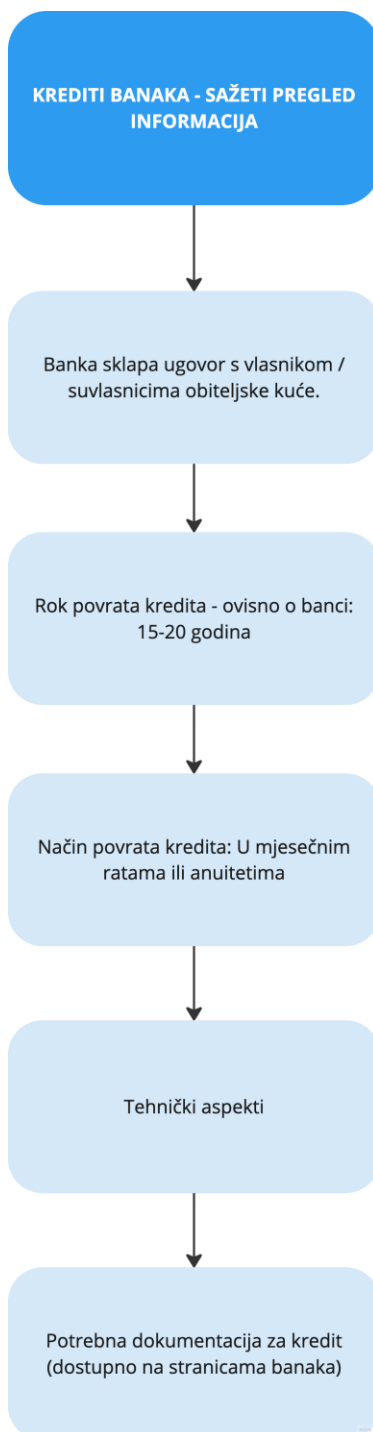 KREDITI BANAKA - SAŽETI PREGLED
INFORMACIJA
Banka sklapa ugovor s vlasnikom /
suvlasnicima obiteljske kuće.
Rok povrata kredita - ovisno o banci:
15-20 godina
Način povrata kredita: U mjesečnim
ratama ili anuitetima
Tehnički aspekti
Potrebna dokumentacija za kredit
(dostupno na stranicama banaka)